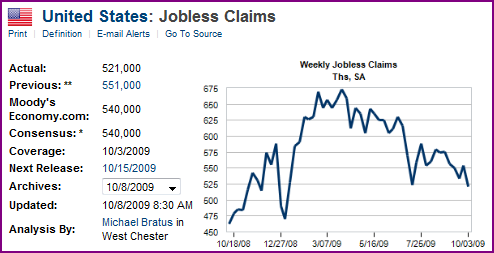 United States: Jobless Claims
Print Definition E-mail Alerts Go To Source
Actual: 521,000
Previous: ** 551,000
Moody's
Economy.com: 540,000
Consensus: * 540,000
Coverage: 10/3/2009
Next Release: 10/15/2009
Archives: 10/8/2009
Updated: 10/8/2009 8:30 AM
Analysis By: Michael Bratus in
West Chester
Weekly Jobless Claims
Ths, SA
675
650
625
600
575
550
525
500
475
450
10/18/08 12/27/08 3/07/09 5/16/09 7/25/09 10/03/09